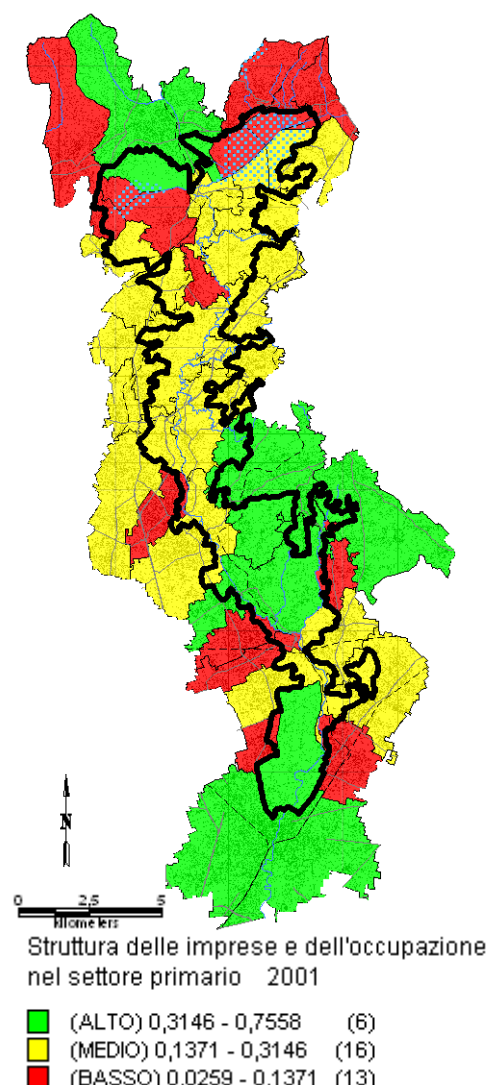 N
0 2,5 5
kilometers
Struttura delle imprese e dell'occupazione
nel settore primario 2001
(ALTO) 0,3146 - 0,7558 (6)
(MEDIO) 0,1371 - 0,3146 (16)
(BASSO) 0,0259 - 0,1371 (13)